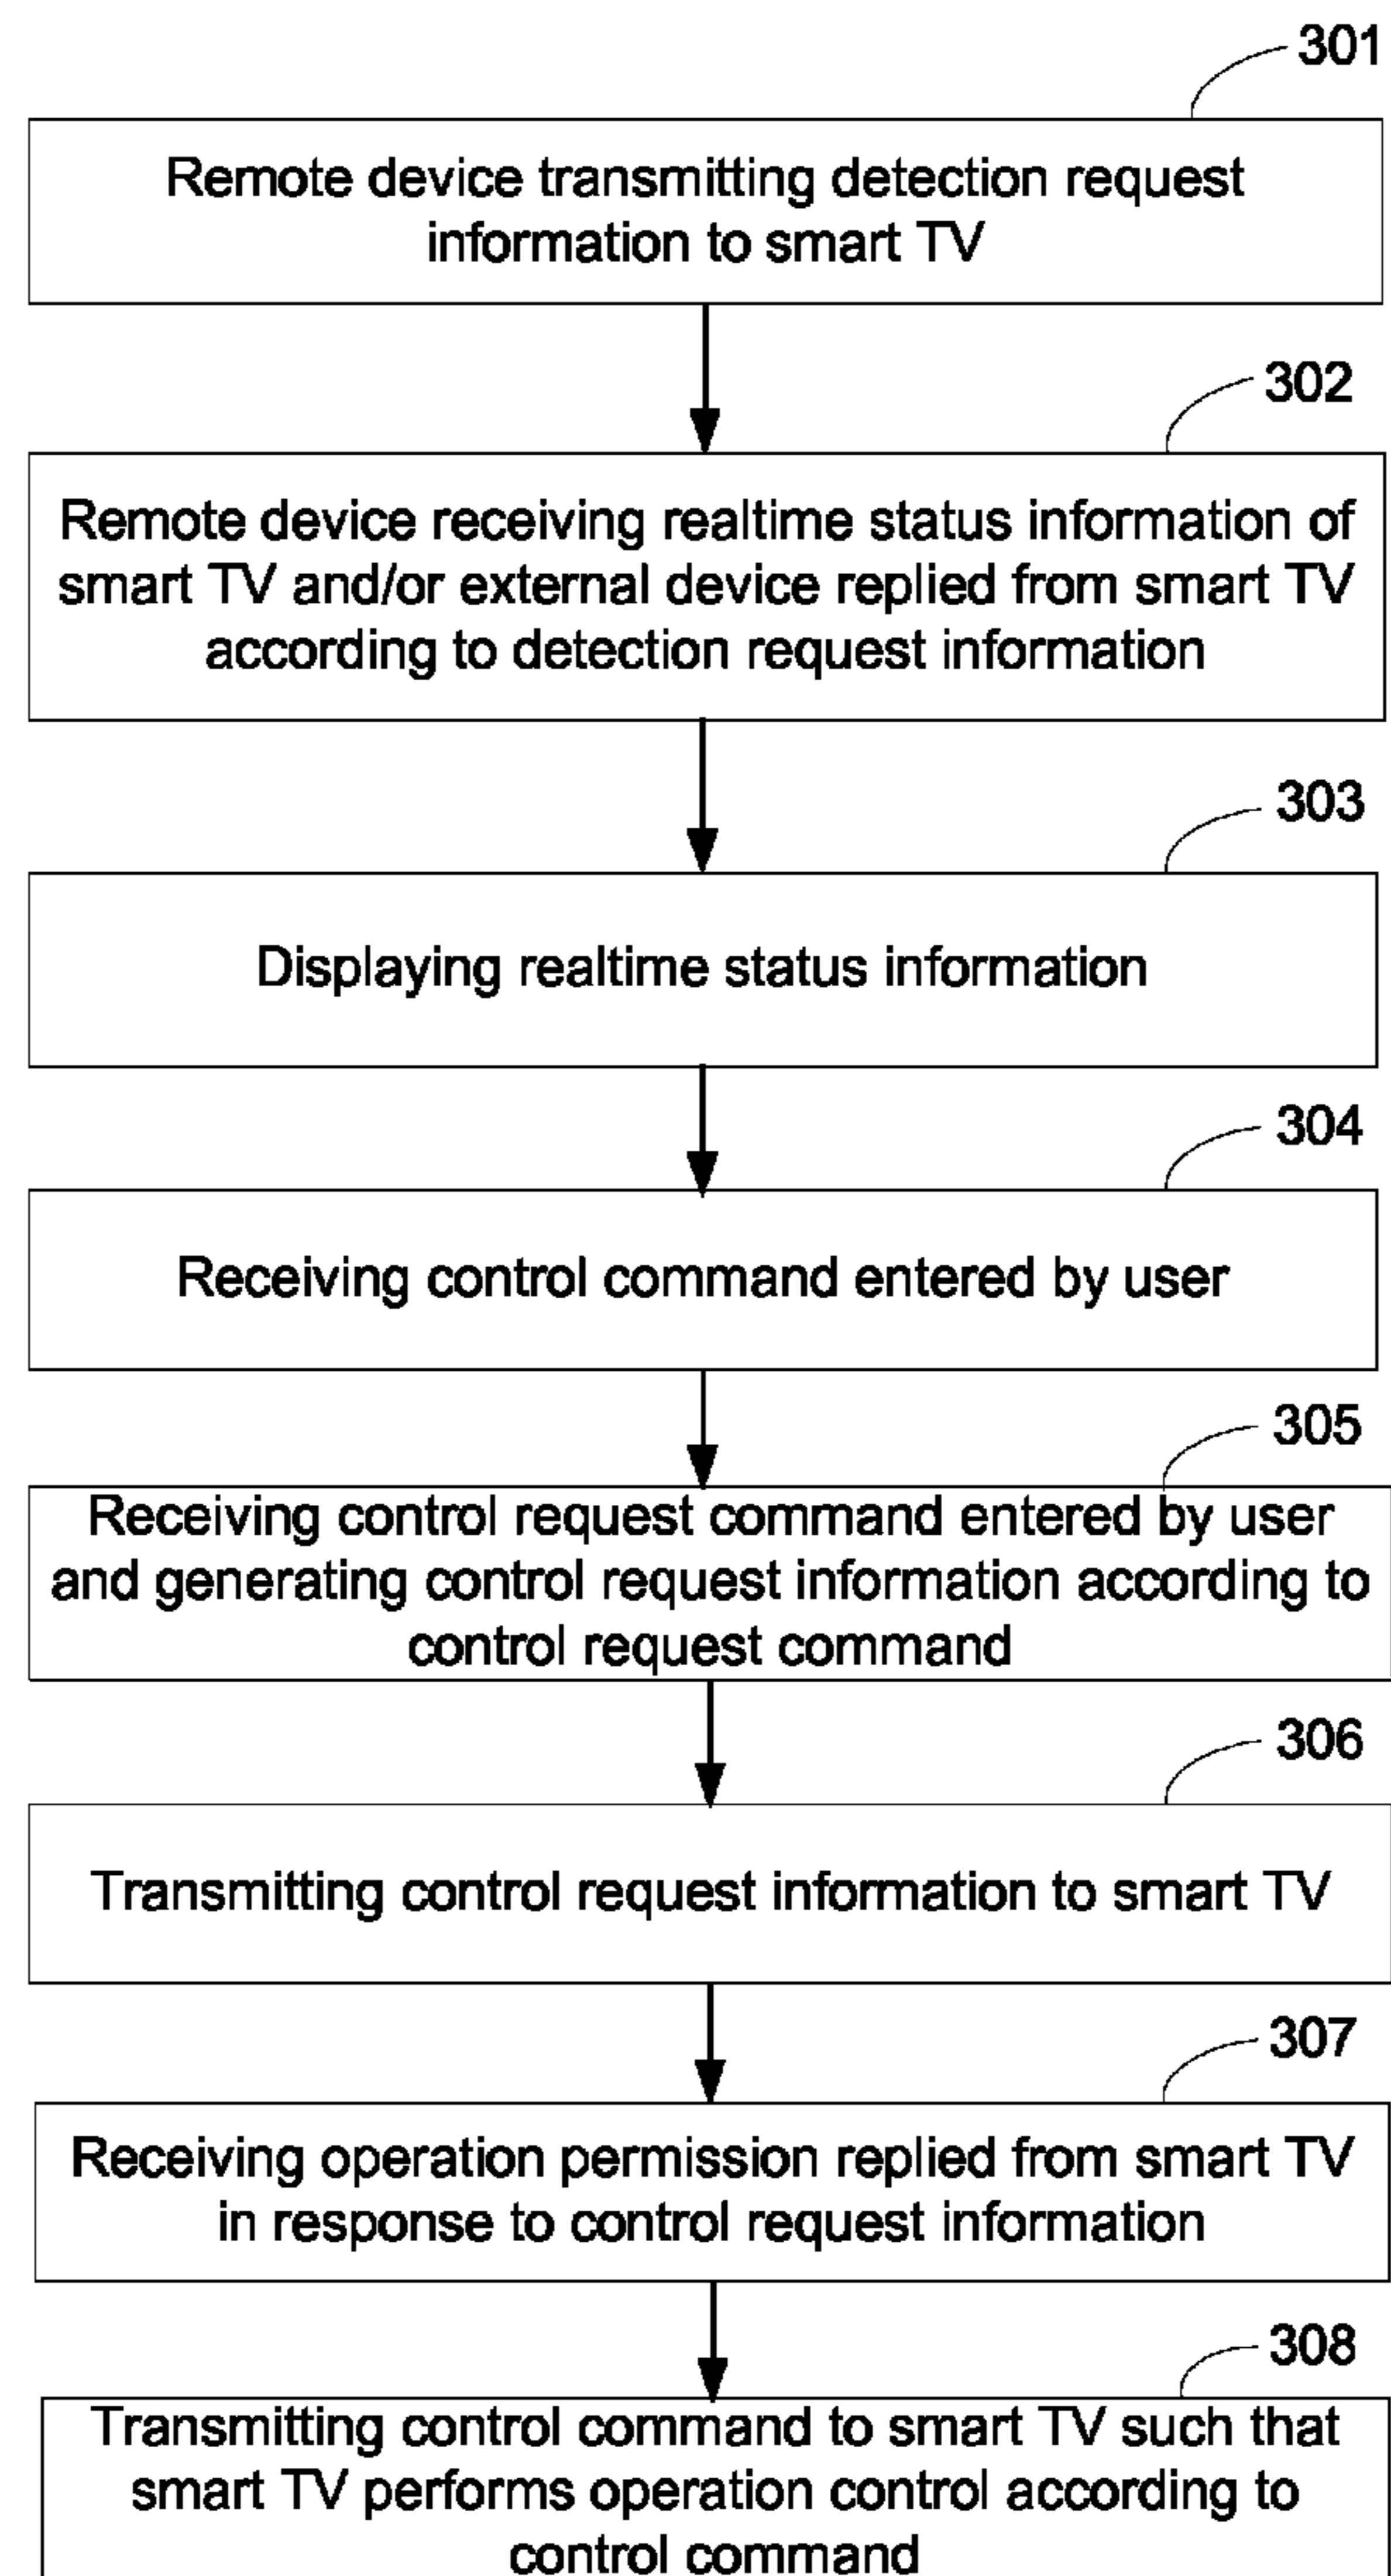 301
Remote device transmitting detection request
information to smart TV
302
Remote device receiving realtime status information of
smart TV and/or external device replied from smart TV
according to detection request information
303
Displaying realtime status information
304
Receiving control command entered by user
305
Receiving control request command entered by user
and generating control request information according to
control request command
306
Transmitting control request information to smart TV
307
Receiving operation permission replied from smart TV
in response to control request information
308
Transmitting control command to smart TV such that
smart TV performs operation control according to
control command